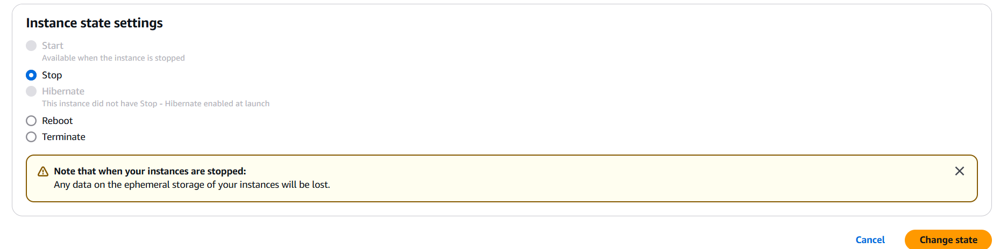 Instance state settings
Start
Available when the instance is stopped
Stop
Hibernate
This instance did not have Stop - Hibernate enabled at launch
Reboot
Terminate
Note that when your instances are stopped:
Any data on the ephemeral storage of your instances will be lost.
Cancel
Change state